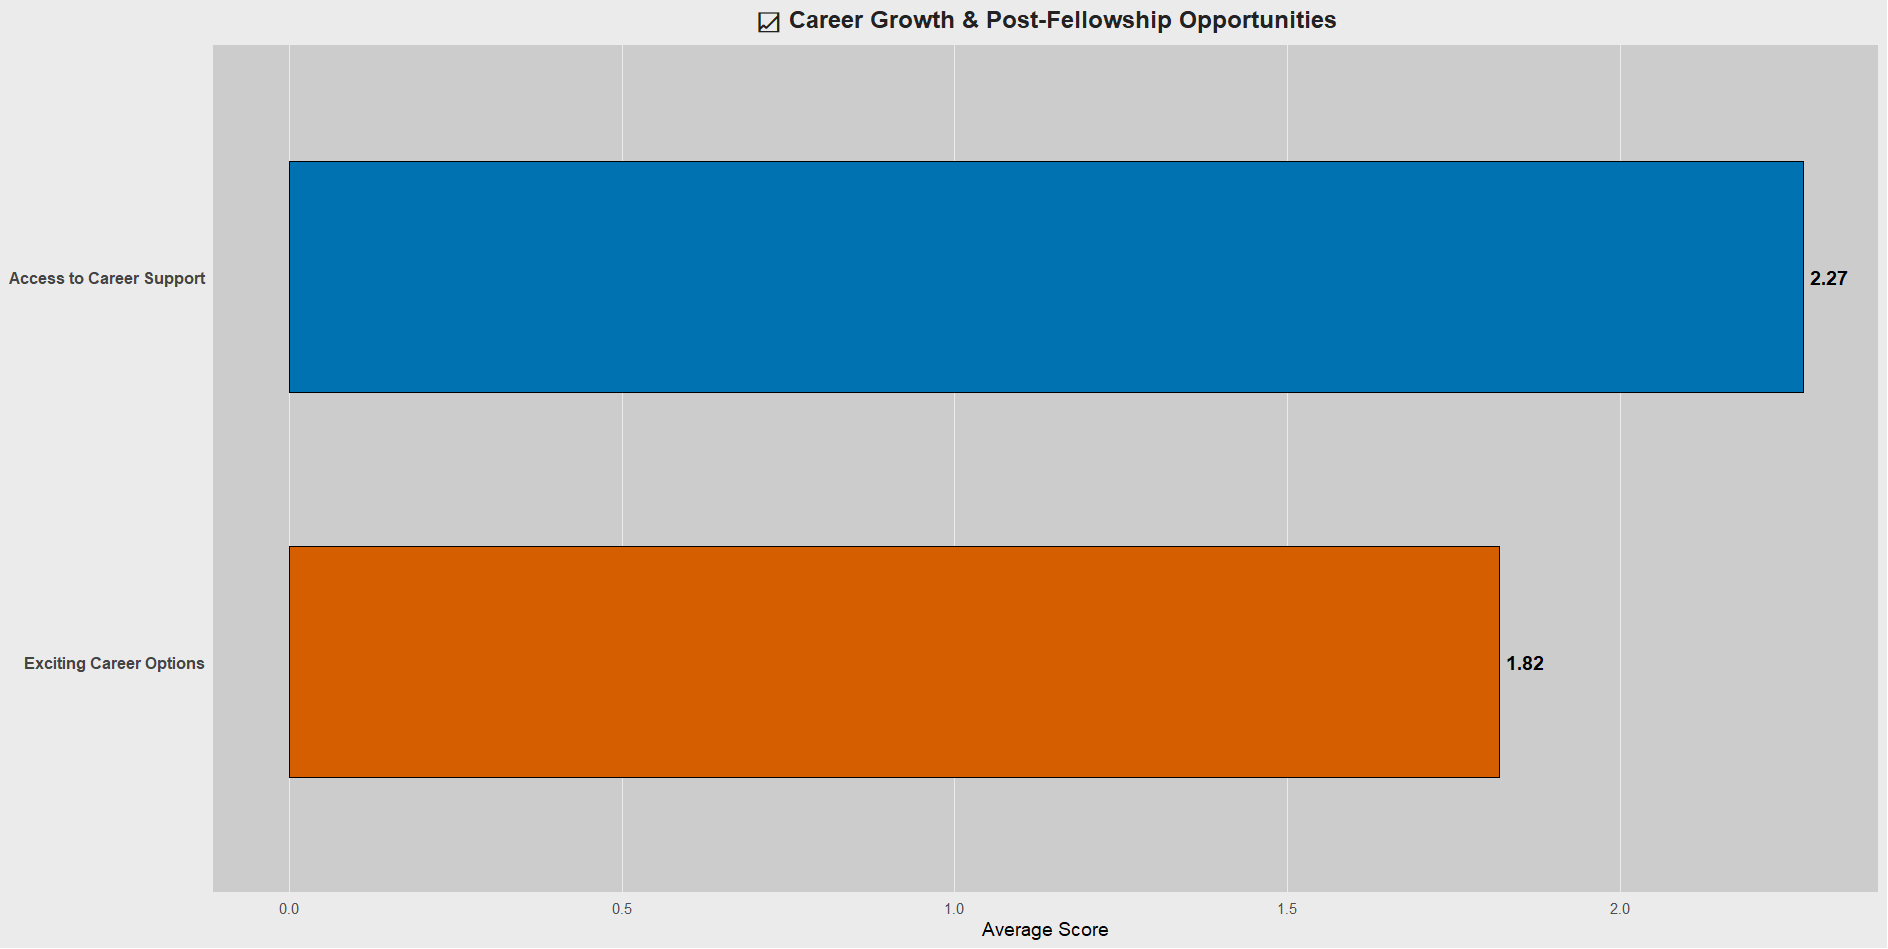 Career Growth & Post-Fellowship Opportunities
Access to Career Support
2.27
Exciting Career Options
1.82
0.0 0.5 1.0 1.5 2.0
Average Score